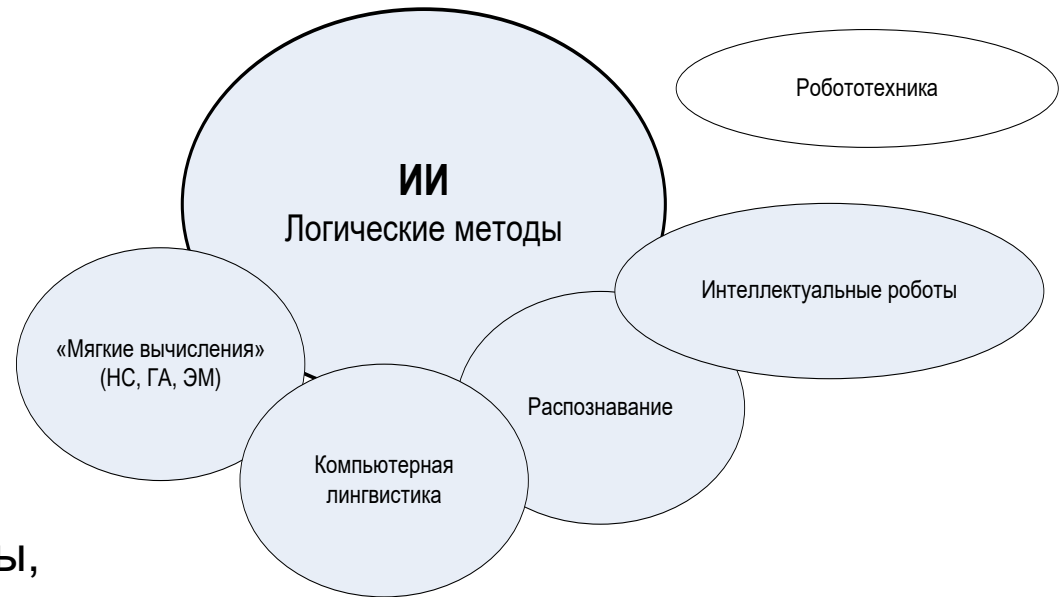 Робототехника
ИИ
Логические методы
Интеллектуальные роботы
«Мягкие вычисления»
(НС, ГА, ЭМ)
Распознавание
Компьютерная
лингвистика
ы,